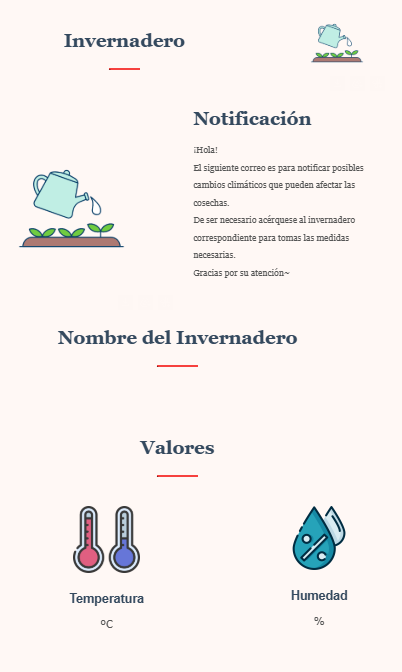 Invernadero
Notificación
¡Hola!
El siguiente correo es para notificar posibles
cambios climáticos que pueden afectar las
cosechas.
De ser necesario acérquese al invernadero
correspondiente para tomas las medidas
necesarias.
Gracias por su atención~
Nombre del Invernadero
Valores
Temperatura
ºC
Humedad
%